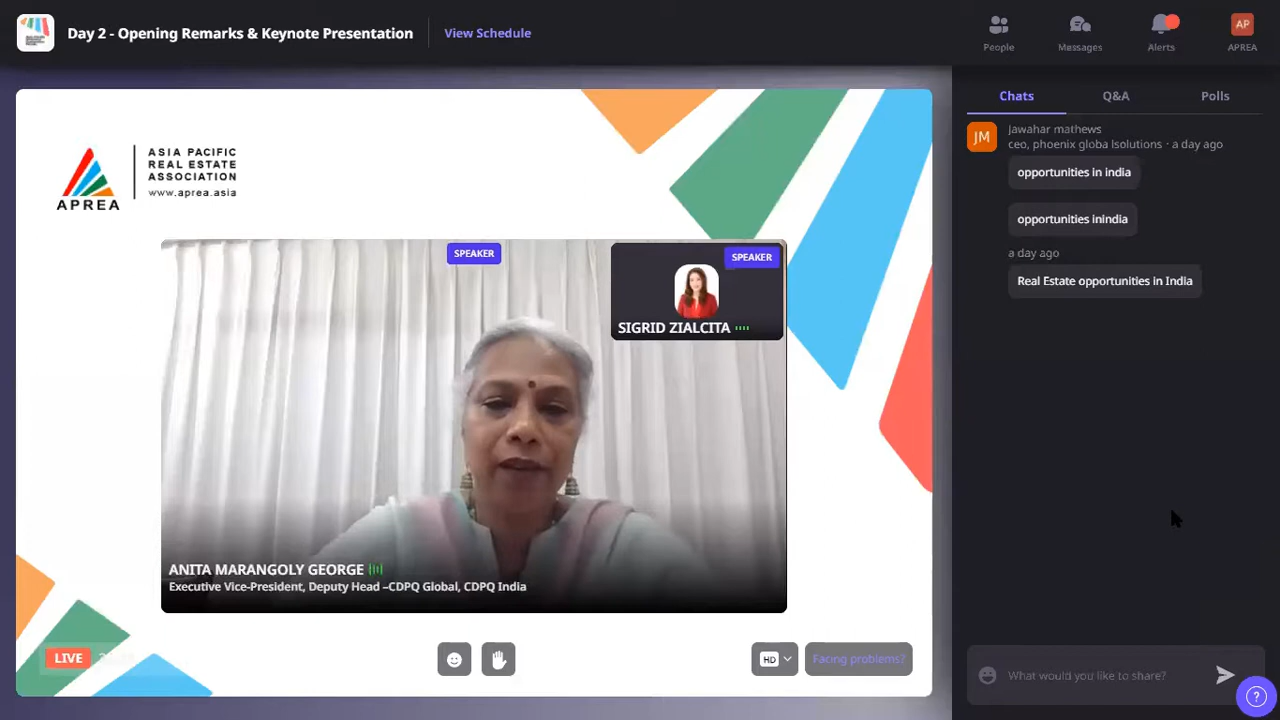 Day 2 - Opening Remarks & Keynote Presentation
View Schedule
People
Messages
Alerts
AP
APREA
ASIA PACIFIC
REAL ESTATE
ASSOCIATION
www.aprea.asia
APREA
SPEAKER
SPEAKER
SIGRID ZIALCITA
ANITA MARANGOLY GEORGE
Executive Vice-President, Deputy Head –CDPQ Global, CDPQ India
LIVE
HD
Facing problems?
Chats
Q&A
Polls
JM
Jawahar mathews
ceo, phoenix globa lsolutions · a day ago
opportunities in india
opportunities inindia
a day ago
Real Estate opportunities in India
What would you like to share?
?